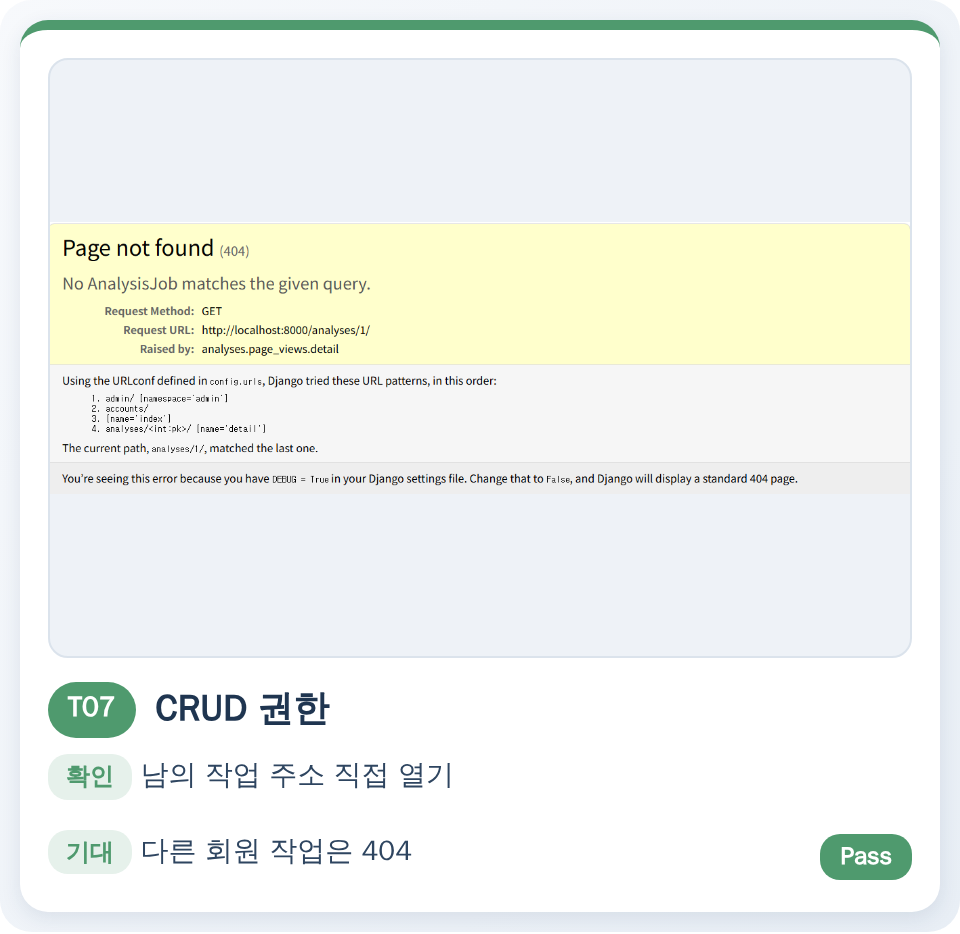 Page not found (404)
No AnalysisJob matches the given query.
Request Method: GET
Request URL: http://localhost:8000/analyses/1/
Raised by: analyses.page_views.detail
Using the URLconf defined in config.urls, Django tried these URL patterns, in this order:
1. admin/ [namespace='admin']
2. accounts/
3. [name='index']
4. analyses/<int:pk>/ [name='detail']
The current path, analyses/1/, matched the last one.
You're seeing this error because you have DEBUG = True in your Django settings file. Change that to False, and Django will display a standard 404 page.
T07 CRUD 권한
확인 남의 작업 주소 직접 열기
기대 다른 회원 작업은 404
Pass